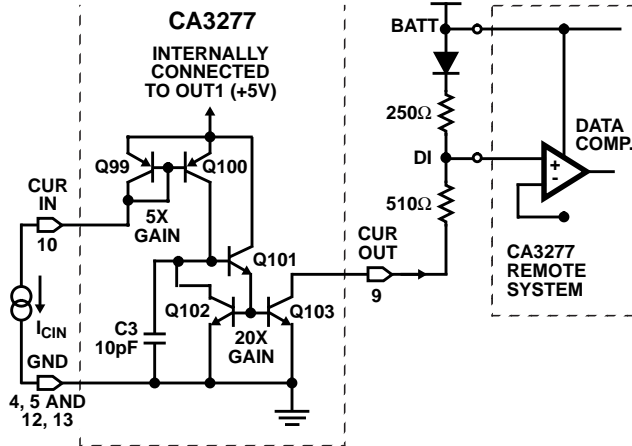 CA3277
INTERNALLY
CONNECTED
TO OUT1 (+5V)
Q99
Q100
CUR
IN
10
5X
GAIN
Q101
CUR
OUT
9
I_CIN
C3
10pF
Q102
20X
GAIN
Q103
GND
4, 5 AND
12, 13
BATT
250Ω
DI
510Ω
DATA
COMP.
+
-
CA3277
REMOTE
SYSTEM